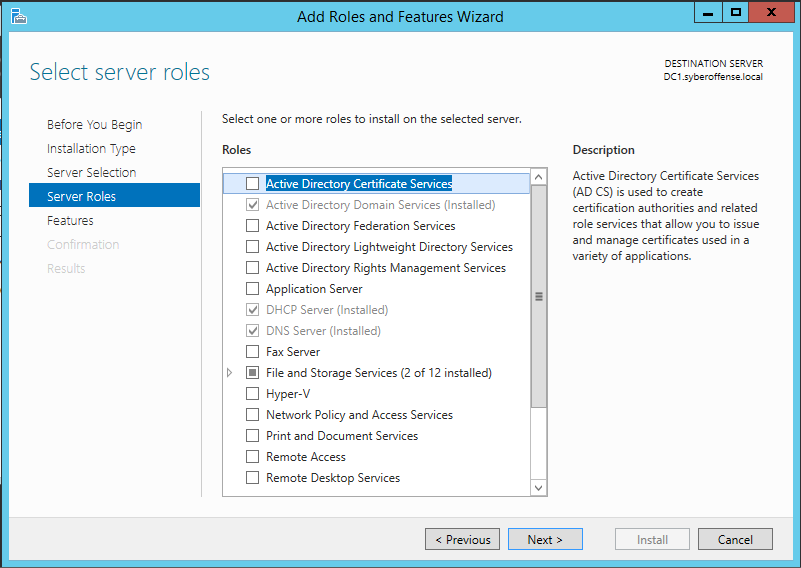 Add Roles and Features Wizard
Select server roles
DESTINATION SERVER
DC1.syberoffense.local
Before You Begin
Installation Type
Server Selection
Server Roles
Features
Confirmation
Results
Select one or more roles to install on the selected server.
Roles
Active Directory Certificate Services
Active Directory Domain Services (Installed)
Active Directory Federation Services
Active Directory Lightweight Directory Services
Active Directory Rights Management Services
Application Server
DHCP Server (Installed)
DNS Server (Installed)
Fax Server
File and Storage Services (2 of 12 installed)
Hyper-V
Network Policy and Access Services
Print and Document Services
Remote Access
Remote Desktop Services
Description
Active Directory Certificate Services
(AD CS) is used to create
certification authorities and related
role services that allow you to issue
and manage certificates used in a
variety of applications.
< Previous
Next >
Install
Cancel